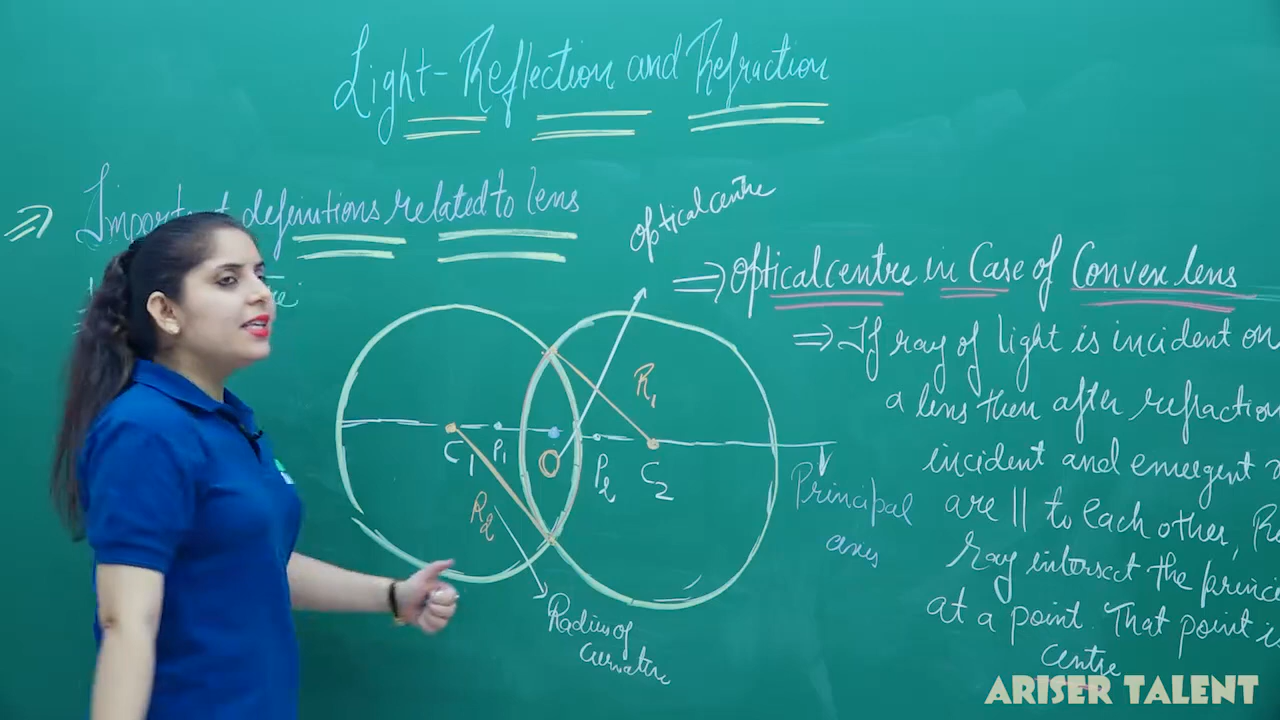 Light-Reflection and Refraction
Important definitions related to lens
optical centre
⇒ Optical centre in Case of Convex lens
⇒ If ray of light is incident on
a lens then after refraction
incident and emergent
are || to each other,
ray intersect the
at a point. That point
centre
R1
C1 P1
O
P2 C2
R2
Principal
axis
Radius of
Curvature
ARISER TALENT